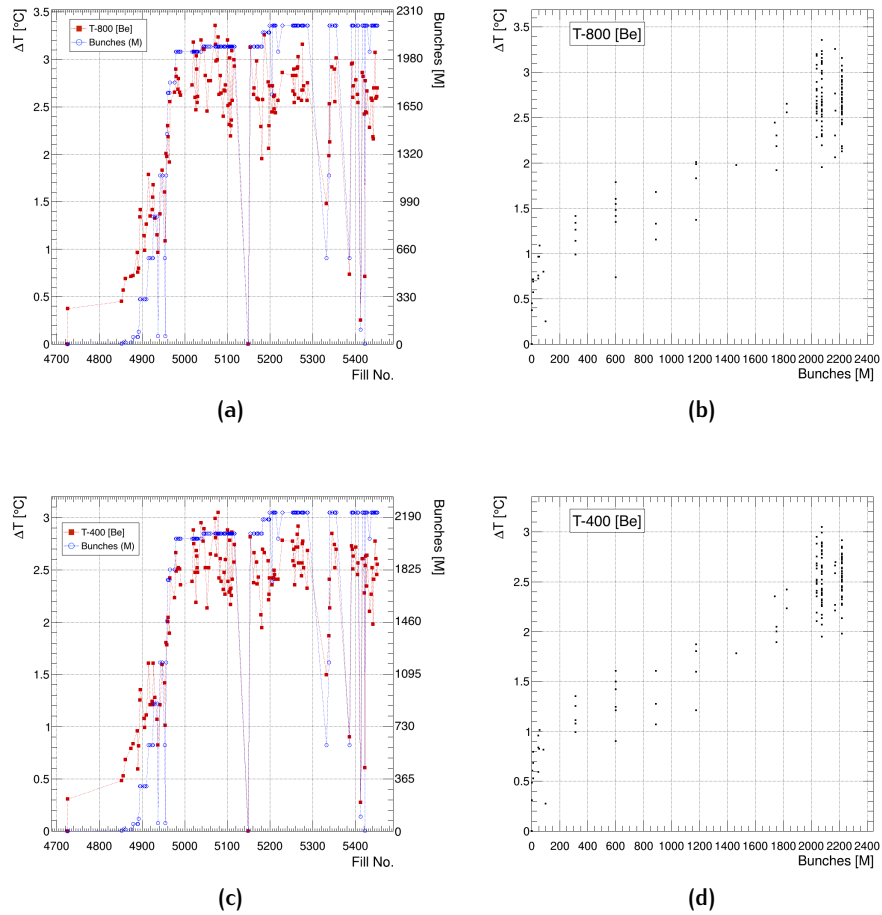 ΔT [°C]
Bunches [M]
3.5
3
2.5
2
1.5
1
0.5
0
2310
1980
1650
1320
990
660
330
0
T-800 [Be]
Bunches (M)
4700 4800 4900 5000 5100 5200 5300 5400
Fill No.
(a)
ΔT [°C]
3.5
3
2.5
2
1.5
1
0.5
0
T-800 [Be]
0 200 400 600 800 1000 1200 1400 1600 1800 2000 2200 2400
Bunches [M]
(b)
ΔT [°C]
Bunches [M]
3
2.5
2
1.5
1
0.5
0
2190
1825
1460
1095
730
365
0
T-400 [Be]
Bunches (M)
4700 4800 4900 5000 5100 5200 5300 5400
Fill No.
(c)
ΔT [°C]
3
2.5
2
1.5
1
0.5
0
T-400 [Be]
0 200 400 600 800 1000 1200 1400 1600 1800 2000 2200 2400
Bunches [M]
(d)